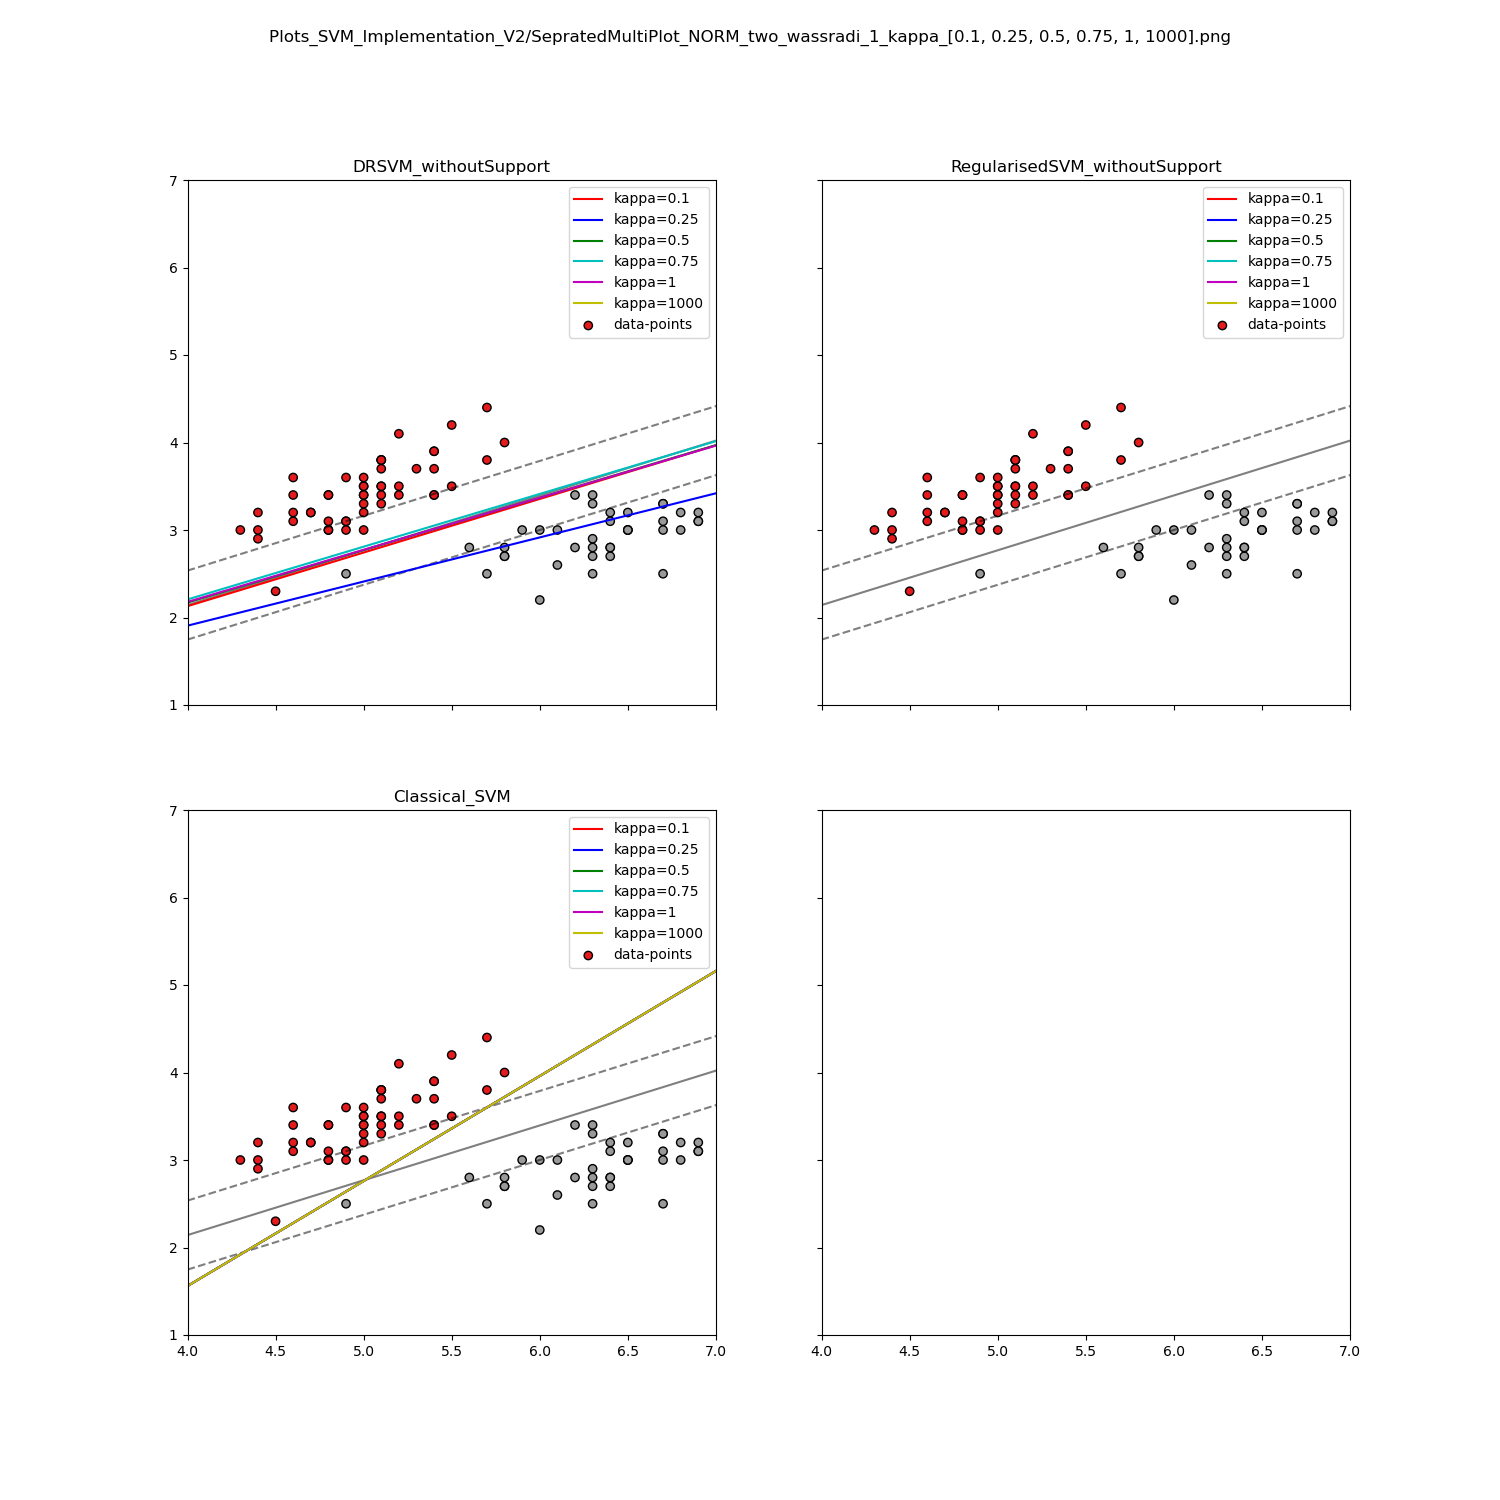 Plots_SVM_Implementation_V2/SepratedMultiPlot_NORM_two_wassradi_1_kappa_[0.1, 0.25, 0.5, 0.75, 1, 1000].png
DRSVM_withoutSupport
7
6
5
4
3
2
1
kappa=0.1
kappa=0.25
kappa=0.5
kappa=0.75
kappa=1
kappa=1000
data-points
RegularisedSVM_withoutSupport
kappa=0.1
kappa=0.25
kappa=0.5
kappa=0.75
kappa=1
kappa=1000
data-points
Classical_SVM
7
6
5
4
3
2
1
kappa=0.1
kappa=0.25
kappa=0.5
kappa=0.75
kappa=1
kappa=1000
data-points
4.0 4.5 5.0 5.5 6.0 6.5 7.0
4.0 4.5 5.0 5.5 6.0 6.5 7.0